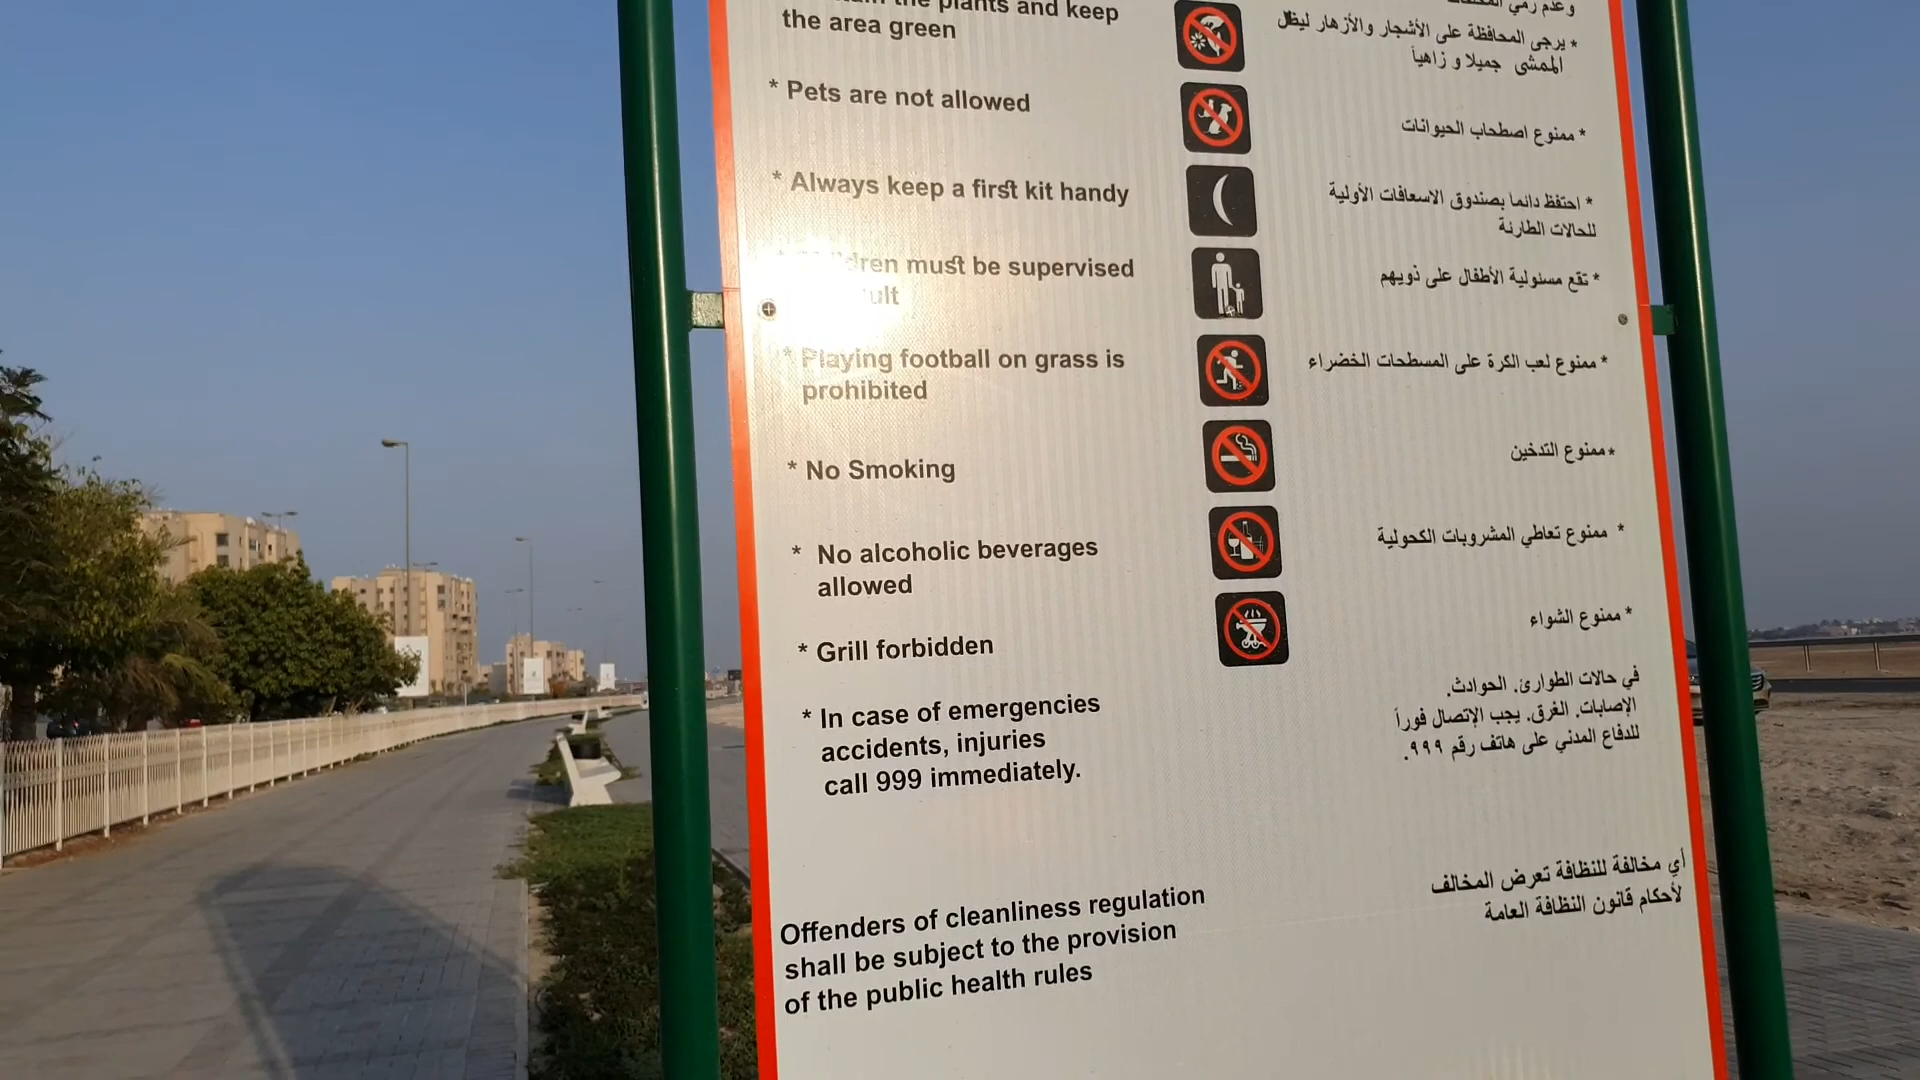 the plants and keep
the area green
* Pets are not allowed
* Always keep a first kit handy
must be supervised
* Playing football on grass is
prohibited
* No Smoking
* No alcoholic beverages
allowed
* Grill forbidden
* In case of emergencies
accidents, injuries
call 999 immediately.
Offenders of cleanliness regulation
shall be subject to the provision
of the public health rules
وعدم رمي
* يرجى المحافظة على الأشجار والأزهار ليظل
الممشى جميلا و زاهياً
* ممنوع اصطحاب الحيوانات
* احتفظ دائما بصندوق الاسعافات الأولية
للحالات الطارئة
* تقع مسئولية الأطفال على ذويهم
* ممنوع لعب الكرة على المسطحات الخضراء
* ممنوع التدخين
* ممنوع تعاطي المشروبات الكحولية
* ممنوع الشواء
في حالات الطوارئ. الحوادث.
الإصابات. الغرق. يجب الإتصال فوراً
للدفاع المدني على هاتف رقم ٩٩٩.
أي مخالفة للنظافة تعرض المخالف
لأحكام قانون النظافة العامة